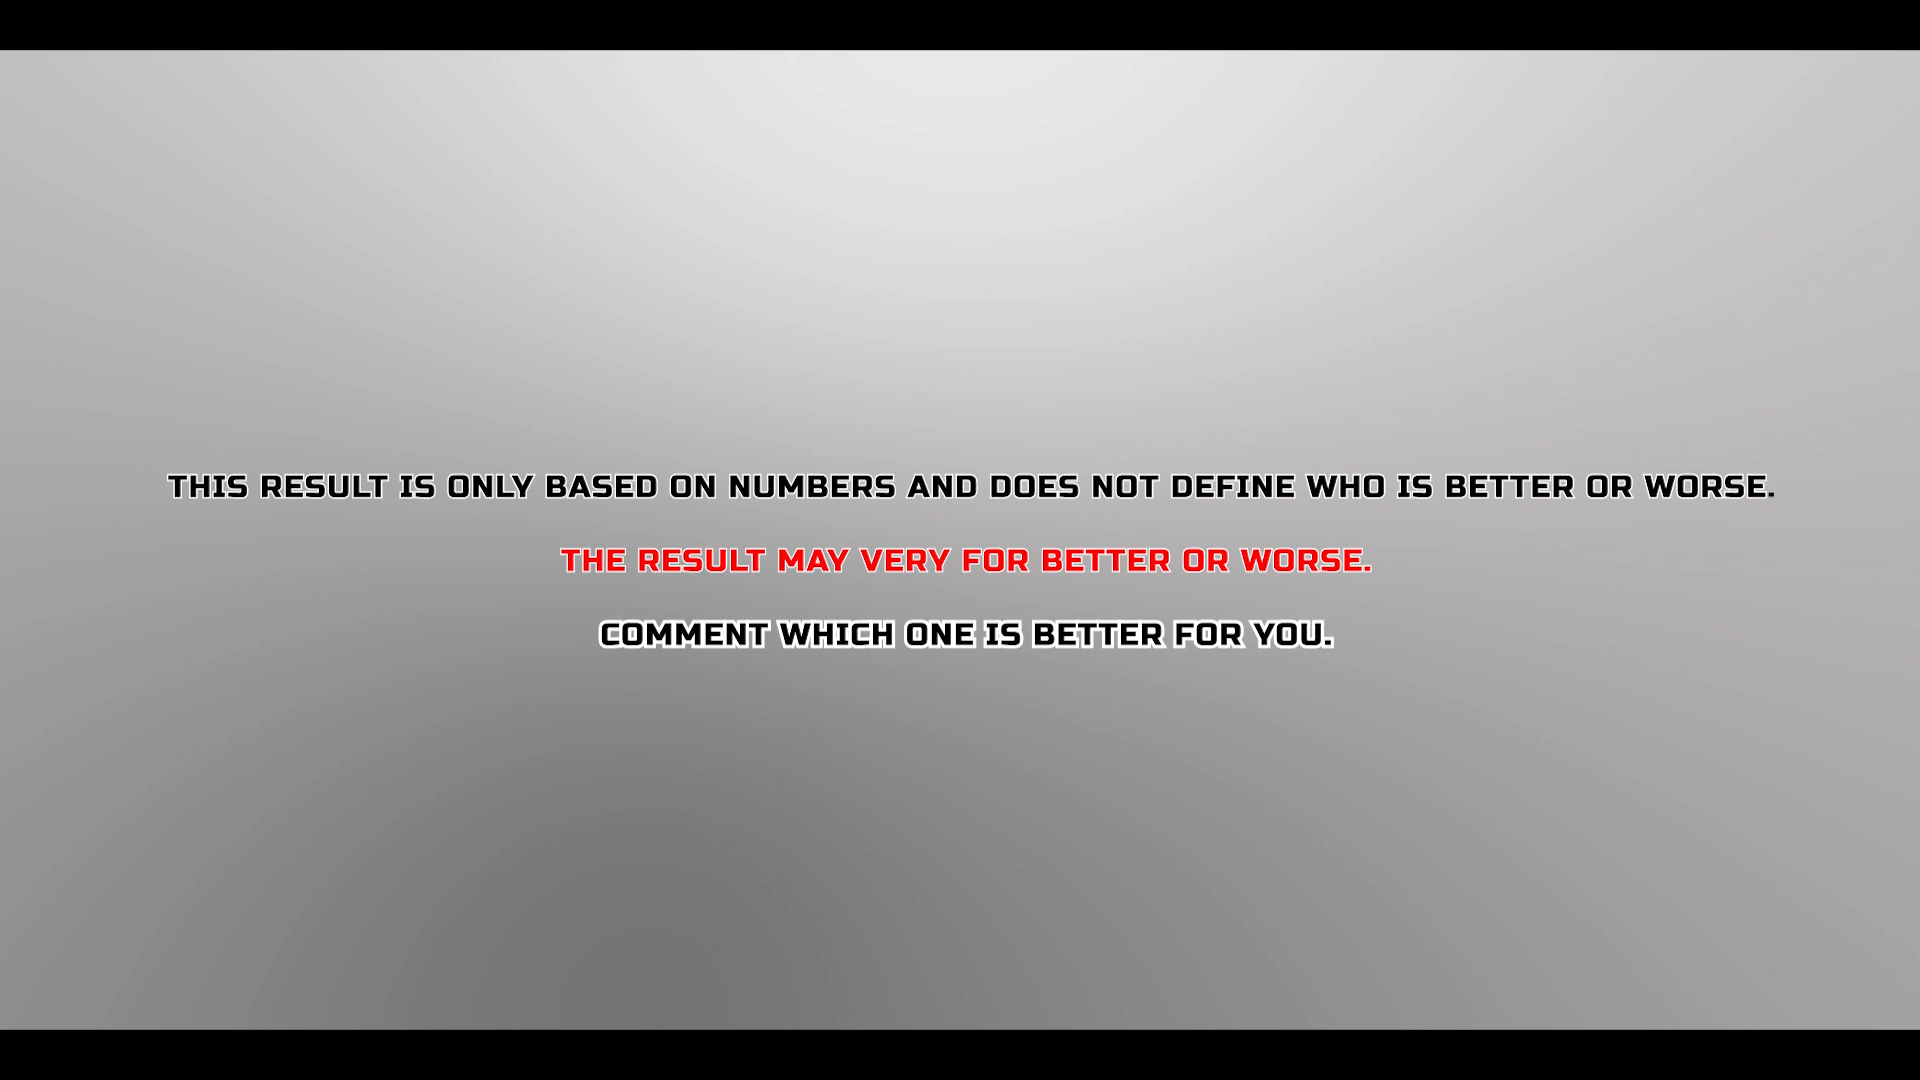 THIS RESULT IS ONLY BASED ON NUMBERS AND DOES NOT DEFINE WHO IS BETTER OR WORSE.
THE RESULT MAY VERY FOR BETTER OR WORSE.
COMMENT WHICH ONE IS BETTER FOR YOU.